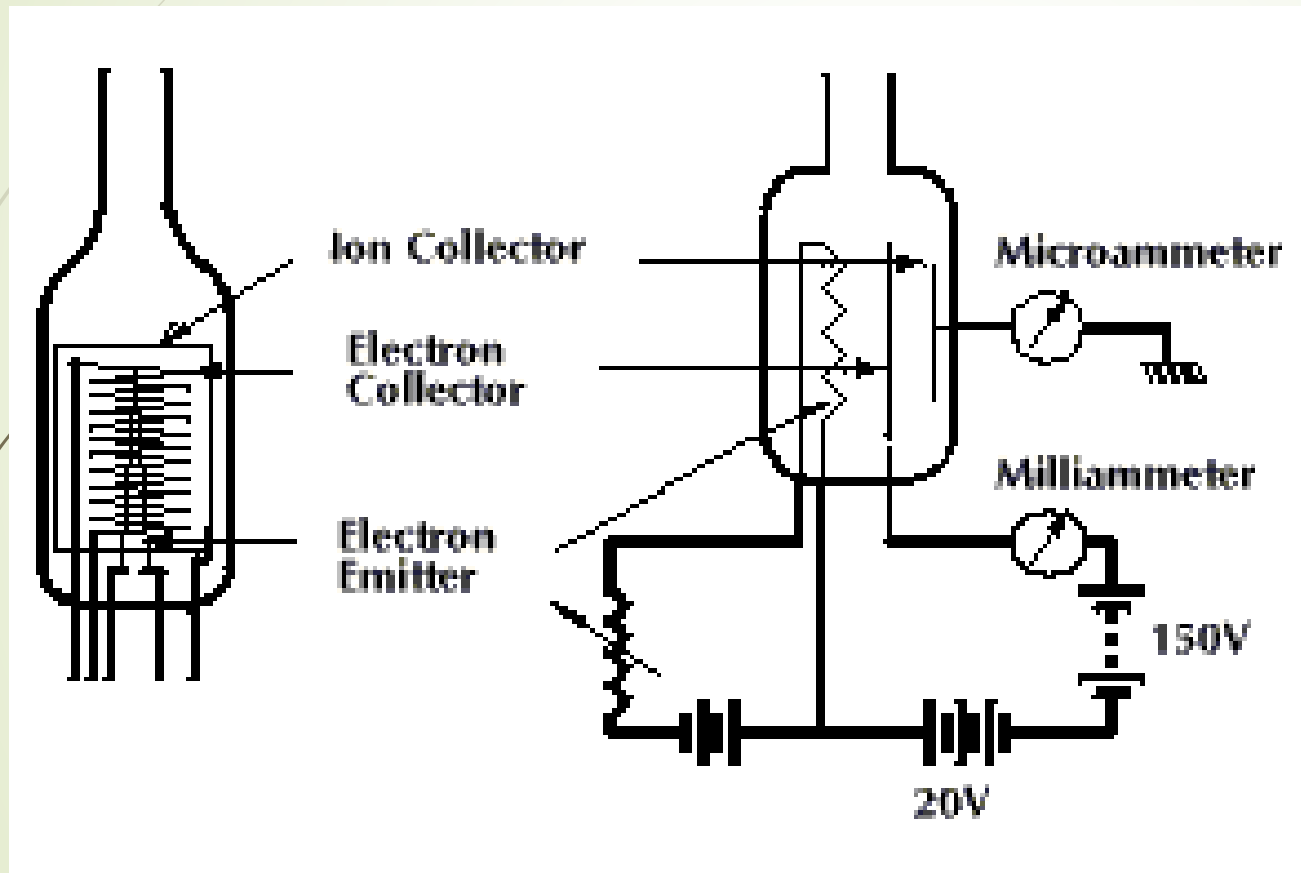 Ion Collector
Microammeter
Electron
Collector
Milliammeter
Electron
Emitter
150V
20V